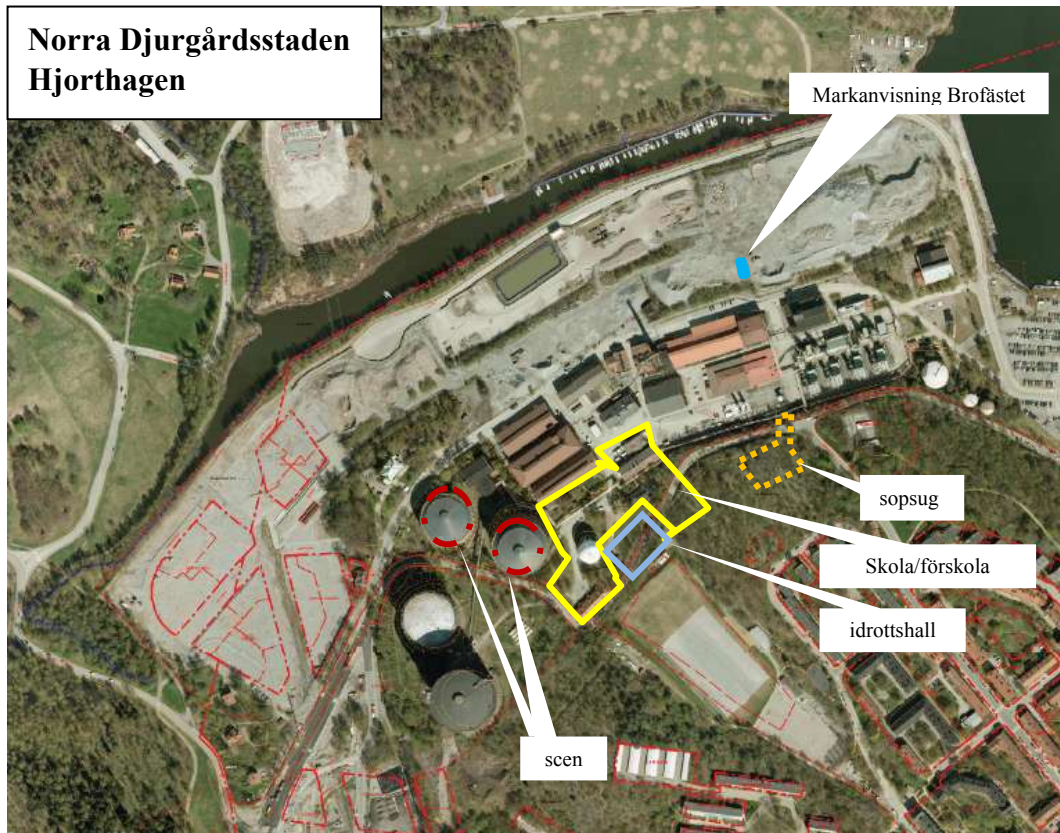 Norra Djurgårdsstaden
Hjorthagen
Markanvisning Brofästet
sopsug
Skola/förskola
idrottshall
scen